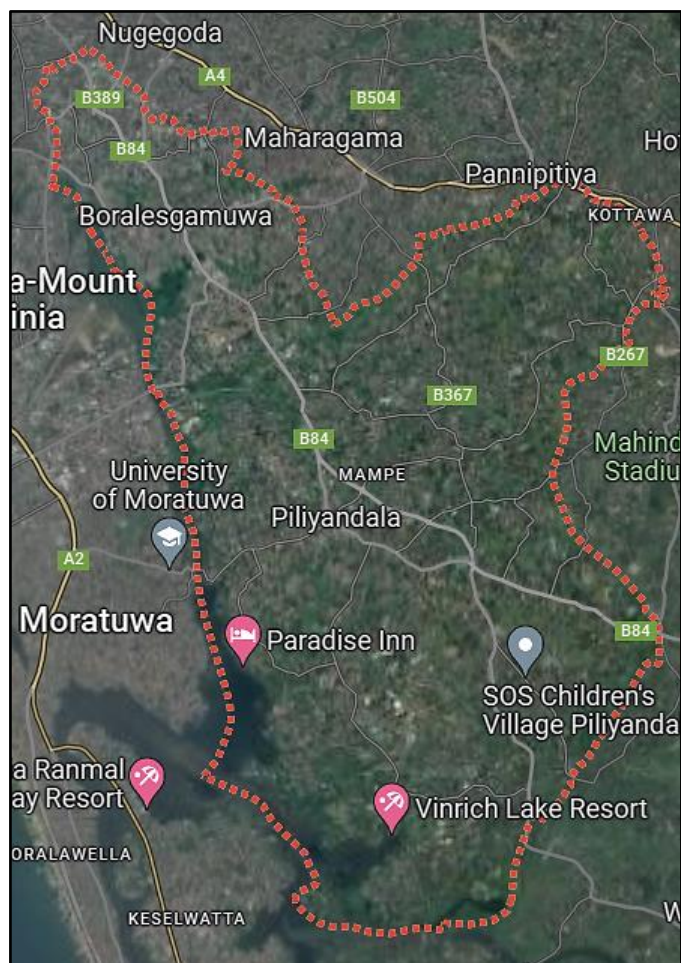 Nugegoda
A4
B389
B504
Maharagama
B84
Ho
Pannipitiya
KOTTAWA
Boralesgamuwa
a-Mount
inia
B267
B367
B84
Mahind
Stadiu
University
of Moratuwa
MAMPE
Piliyandala
A2
Moratuwa
B84
Paradise Inn
SOS Children's
Village Piliyanda
a Ranmal
ay Resort
Vinrich Lake Resort
ORALAWELLA
KESELWATTA
W